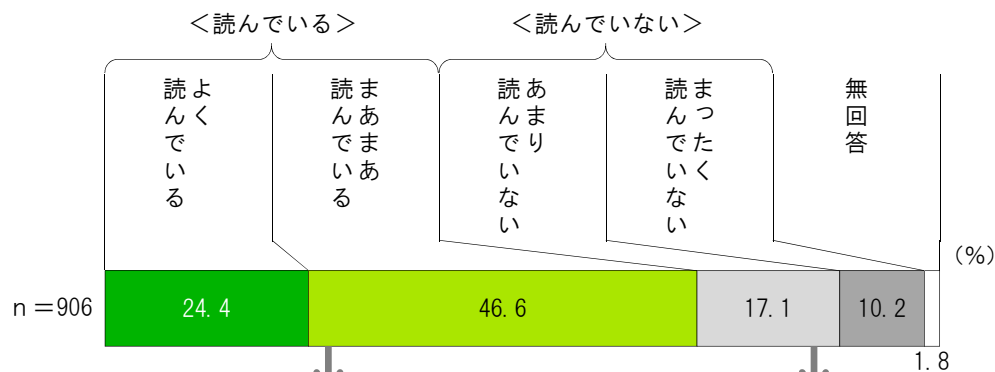 ＜読んでいる＞
＜読んでいない＞
よく
読んでいる
まあまあ
読んでいる
あまり
読んでいない
まったく
読んでいない
無回答
(%)
n＝906
24.4
46.6
17.1
10.2
1.8